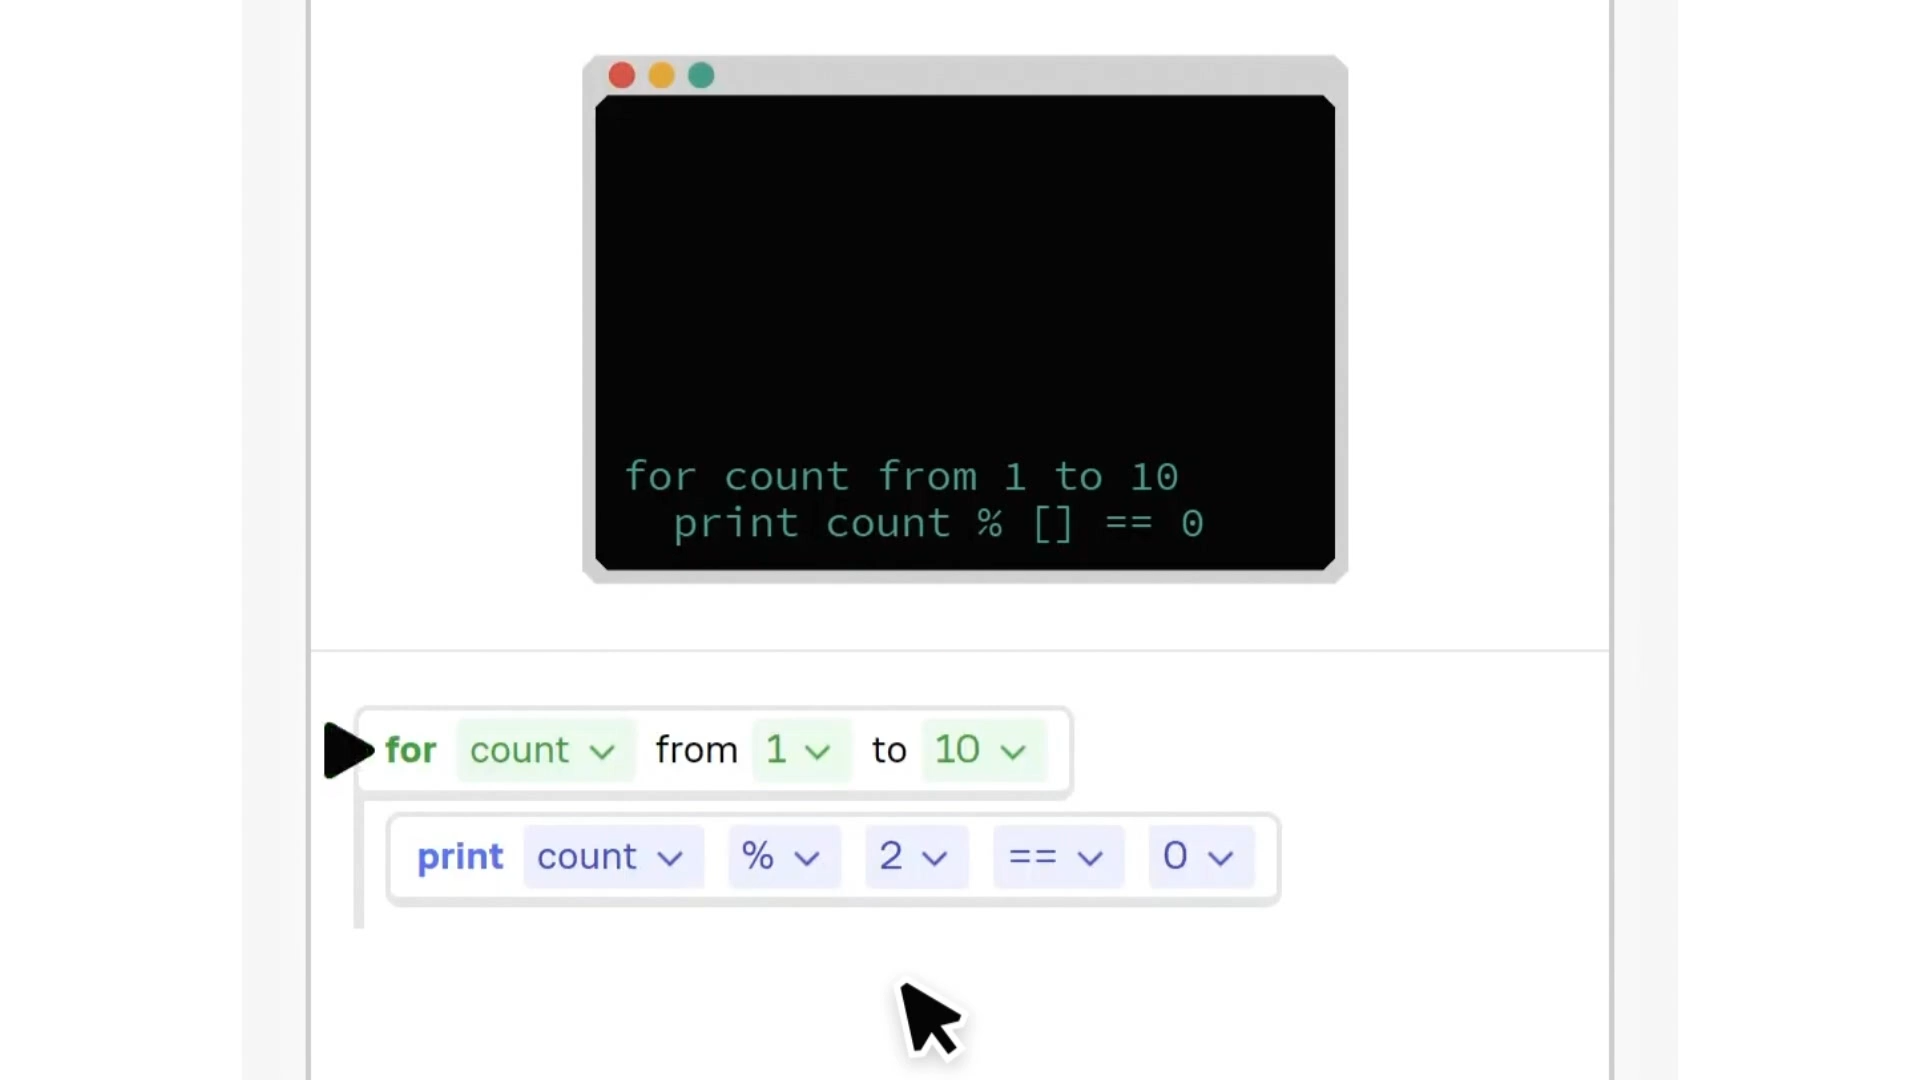 for count from 1 to 10
print count % [] == 0
for count from 1 to 10
print count % 2 == 0